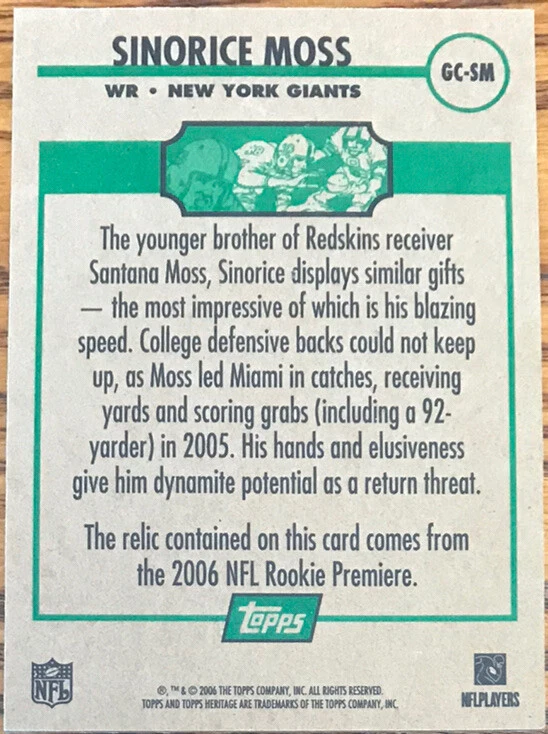 SINORICE MOSS
GC-SM
WR • NEW YORK GIANTS
The younger brother of Redskins receiver
Santana Moss, Sinorice displays similar gifts
— the most impressive of which is his blazing
speed. College defensive backs could not keep
up, as Moss led Miami in catches, receiving
yards and scoring grabs (including a 92-
yarder) in 2005. His hands and elusiveness
give him dynamite potential as a return threat.
The relic contained on this card comes from
the 2006 NFL Rookie Premiere.
topps
NFL
®, ™ & © 2006 THE TOPPS COMPANY, INC. ALL RIGHTS RESERVED.
TOPPS AND TOPPS HERITAGE ARE TRADEMARKS OF THE TOPPS COMPANY, INC.
NFLPLAYERS